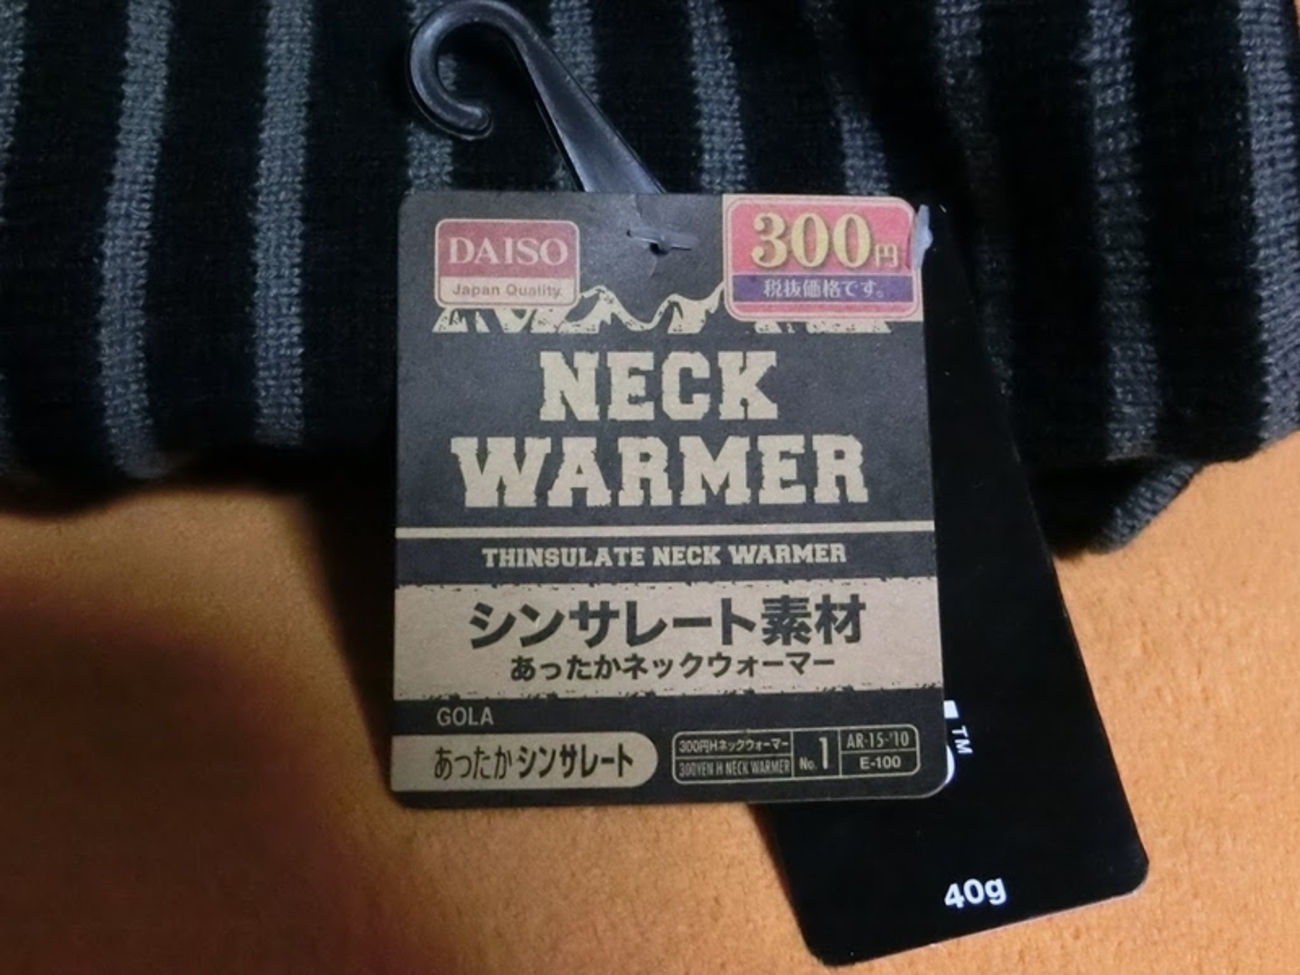 DAISO
Japan Quality.
300円
税抜価格です。
NECK
WARMER
THINSULATE NECK WARMER
シンサレート素材
あったかネックウォーマー
GOLA
あったかシンサレート
300円Hネックウォーマー
300YEN H NECK WARMER
No.1
AR-15-'10
E-100
TM
40g